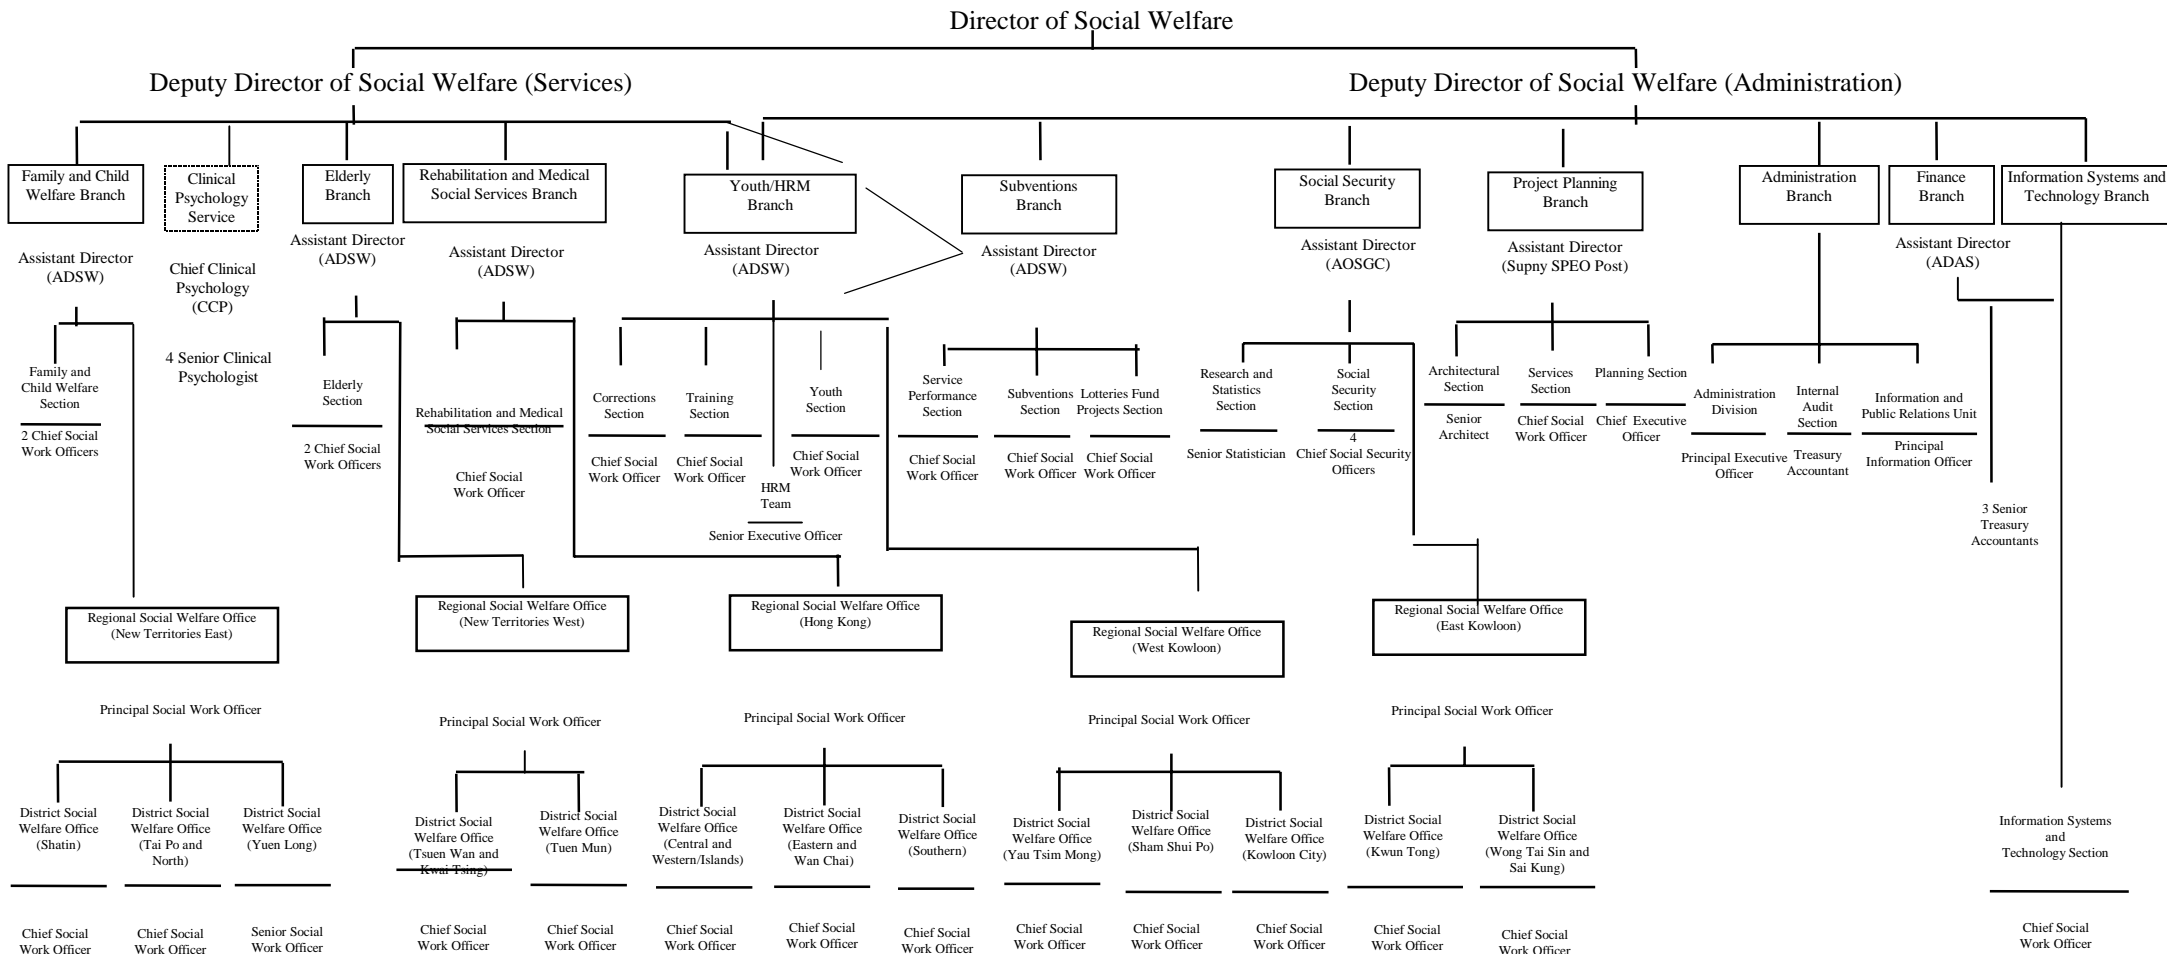 Director of Social Welfare
Deputy Director of Social Welfare (Services)
Deputy Director of Social Welfare (Administration)
Family and Child
Welfare Branch
Clinical
Psychology
Service
Elderly
Branch
Rehabilitation and Medical
Social Services Branch
Youth/HRM
Branch
Subventions
Branch
Social Security
Branch
Project Planning
Branch
Administration
Branch
Finance
Branch
Information Systems and
Technology Branch
Assistant Director
(ADSW)
Chief Clinical
Psychology
(CCP)
4 Senior Clinical
Psychologist
Assistant Director
(ADSW)
Assistant Director
(ADSW)
Assistant Director
(ADSW)
Assistant Director
(ADSW)
Assistant Director
(AOSGC)
Assistant Director
(Supny SPEO Post)
Assistant Director
(ADAS)
Family and
Child Welfare
Section
2 Chief Social
Work Officers
Elderly
Section
2 Chief Social
Work Officers
Rehabilitation and Medical
Social Services Section
Chief Social
Work Officer
Corrections
Section
Chief Social
Work Officer
Training
Section
Chief Social
Work Officer
HRM
Team
Senior Executive Officer
Youth
Section
Chief Social
Work Officer
Service
Performance
Section
Chief Social
Work Officer
Subventions
Section
Chief Social
Work Officer
Lotteries Fund
Projects Section
Chief Social
Work Officer
Research and
Statistics
Section
Senior Statistician
Social
Security
Section
4
Chief Social Security
Officers
Architectural
Section
Senior
Architect
Services
Section
Chief Social
Work Officer
Planning Section
Chief Executive
Officer
Administration
Division
Principal Executive
Officer
Internal
Audit
Section
Treasury
Accountant
Information and
Public Relations Unit
Principal
Information Officer
3 Senior
Treasury
Accountants
Regional Social Welfare Office
(New Territories East)
Regional Social Welfare Office
(New Territories West)
Regional Social Welfare Office
(Hong Kong)
Regional Social Welfare Office
(West Kowloon)
Regional Social Welfare Office
(East Kowloon)
Principal Social Work Officer
Principal Social Work Officer
Principal Social Work Officer
Principal Social Work Officer
Principal Social Work Officer
District Social
Welfare Office
(Shatin)
District Social
Welfare Office
(Tai Po and
North)
District Social
Welfare Office
(Yuen Long)
District Social
Welfare Office
(Tsuen Wan and
Kwai Tsing)
District Social
Welfare Office
(Tuen Mun)
District Social
Welfare Office
(Central and
Western/Islands)
District Social
Welfare Office
(Eastern and
Wan Chai)
District Social
Welfare Office
(Southern)
District Social
Welfare Office
(Yau Tsim Mong)
District Social
Welfare Office
(Sham Shui Po)
District Social
Welfare Office
(Kowloon City)
District Social
Welfare Office
(Kwun Tong)
District Social
Welfare Office
(Wong Tai Sin and
Sai Kung)
Information Systems
and
Technology Section
Chief Social
Work Officer
Chief Social
Work Officer
Senior Social
Work Officer
Chief Social
Work Officer
Chief Social
Work Officer
Chief Social
Work Officer
Chief Social
Work Officer
Chief Social
Work Officer
Chief Social
Work Officer
Chief Social
Work Officer
Chief Social
Work Officer
Chief Social
Work Officer
Chief Social
Work Officer
Chief Social
Work Officer